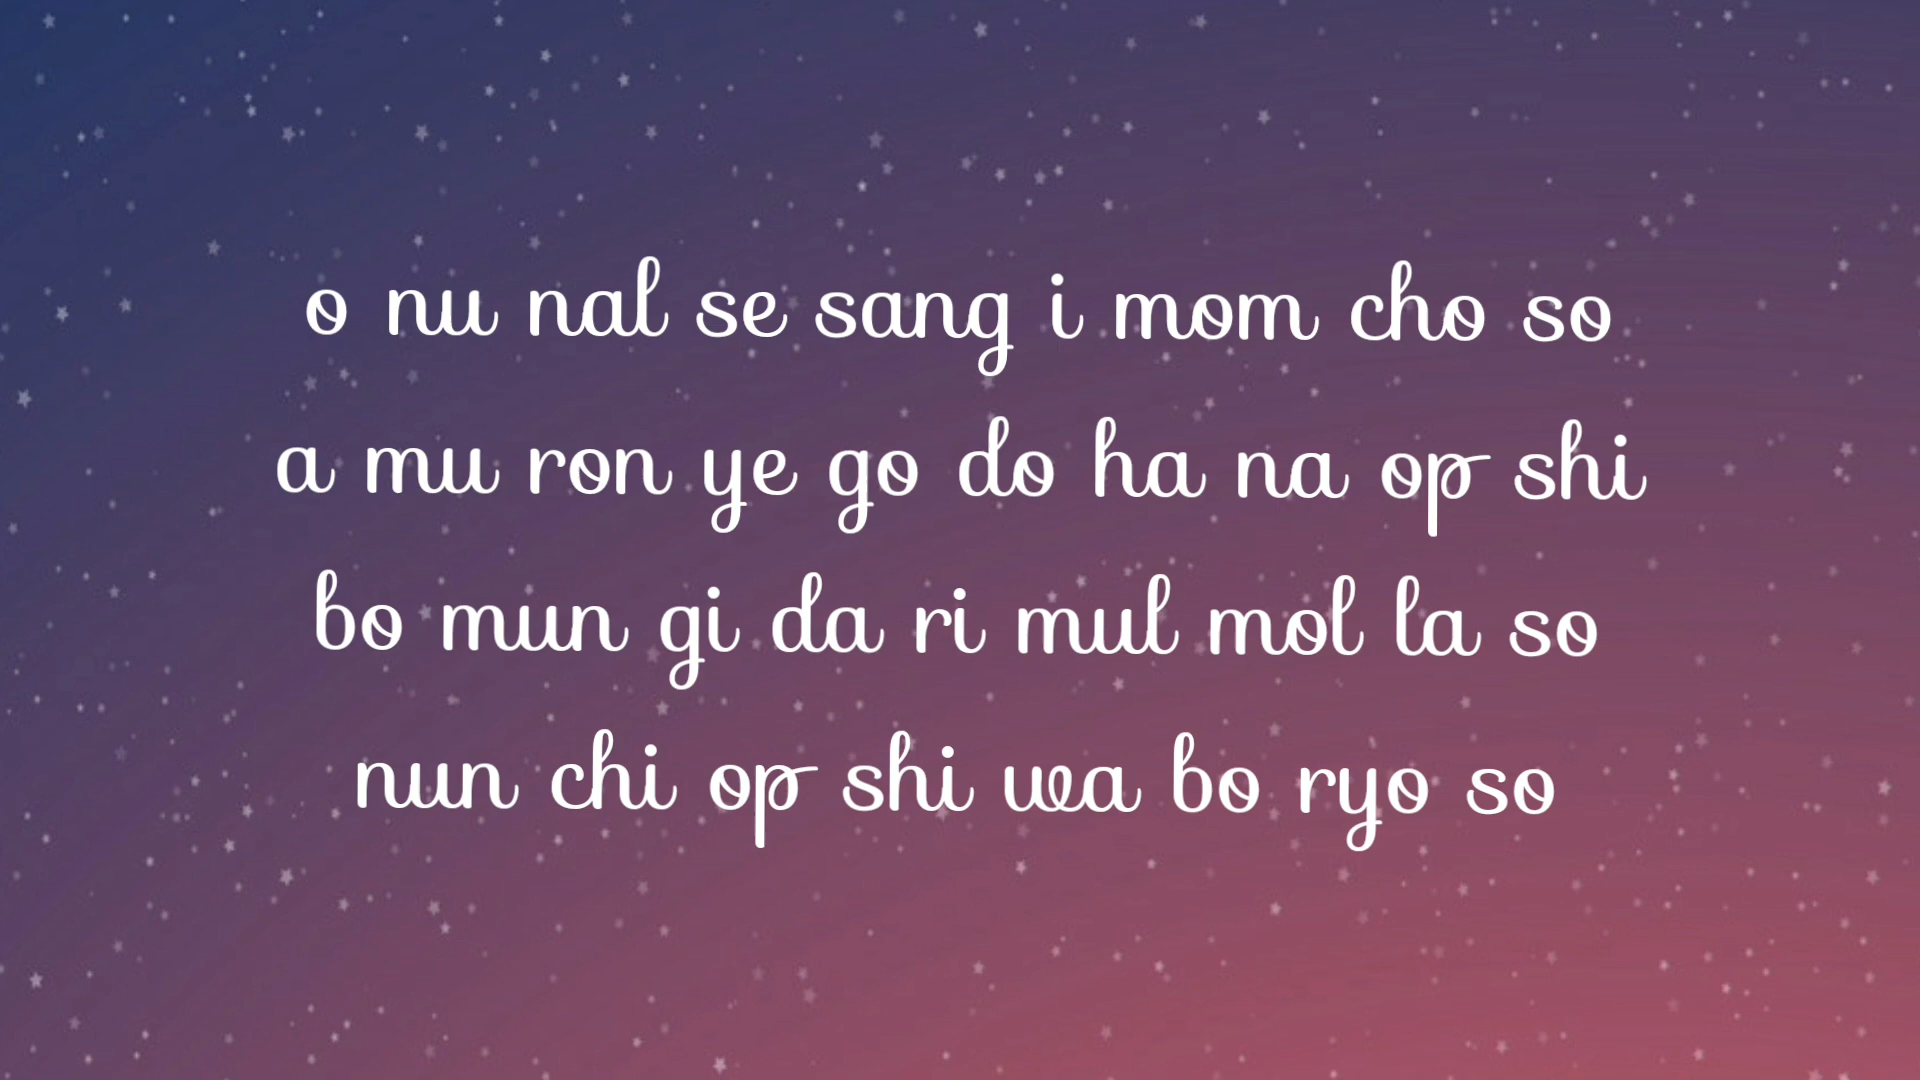 o nu nal se sang i mom cho so
a mu ron ye go do ha na op shi
bo mun gi da ri mul mol la so
nun chi op shi wa bo ryo so